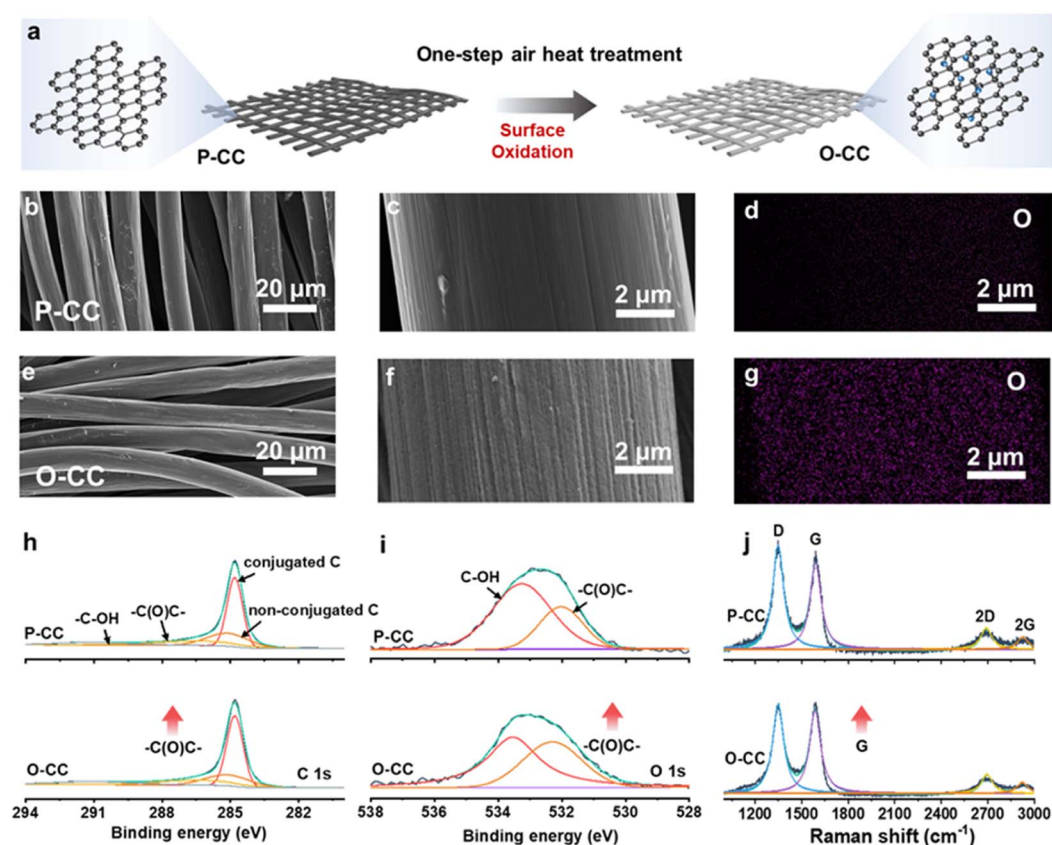 a
One-step air heat treatment
Surface
Oxidation
P-CC
O-CC
b
P-CC
20 μm
c
2 μm
d
O
2 μm
e
O-CC
20 μm
f
2 μm
g
O
2 μm
h
conjugated C
-C(O)C-
-C-OH
non-conjugated C
P-CC
-C(O)C-
O-CC
C 1s
294 291 288 285 282
Binding energy (eV)
i
C-OH
-C(O)C-
P-CC
-C(O)C-
O-CC
O 1s
538 536 534 532 530 528
Binding energy (eV)
j
D
G
P-CC
2D
2G
G
O-CC
1200 1500 1800 2100 2400 2700 3000
Raman shift (cm⁻¹)